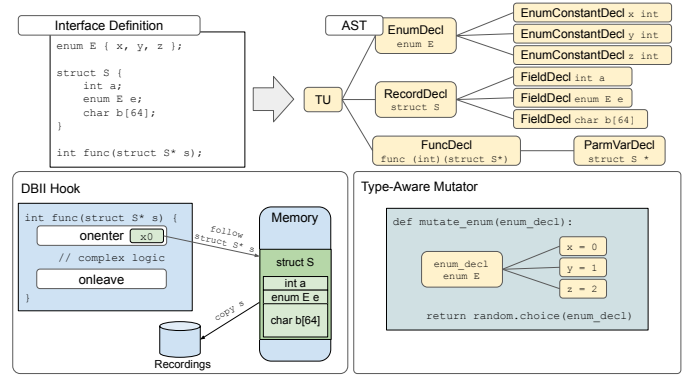 Interface Definition
enum E { x, y, z };
struct S {
int a;
enum E e;
char b[64];
}
int func(struct S* s);
AST
TU
EnumDecl
enum E
EnumConstantDecl x int
EnumConstantDecl y int
EnumConstantDecl z int
RecordDecl
struct S
FieldDecl int a
FieldDecl enum E e
FieldDecl char b[64]
FuncDecl
func (int)(struct S*)
ParmVarDecl
struct S *
DBII Hook
int func(struct S* s) {
onenter x0
// complex logic
onleave
}
follow
struct S* s
Memory
struct S
int a
enum E e
char b[64]
copy s
Recordings
Type-Aware Mutator
def mutate_enum(enum_decl):
enum_decl
enum E
x = 0
y = 1
z = 2
return random.choice(enum_decl)